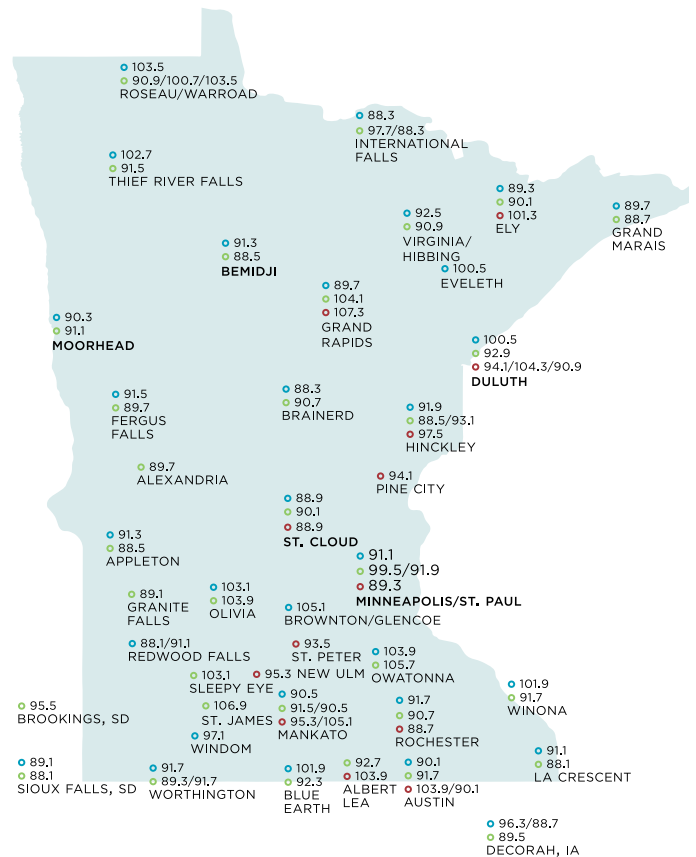 103.5
90.9/100.7/103.5
ROSEAU/WARROAD
88.3
97.7/88.3
INTERNATIONAL
FALLS
102.7
91.5
THIEF RIVER FALLS
89.3
90.1
101.3
ELY
89.7
88.7
GRAND
MARAIS
92.5
90.9
VIRGINIA/
HIBBING
91.3
88.5
BEMIDJI
100.5
EVELETH
89.7
104.1
107.3
GRAND
RAPIDS
90.3
91.1
MOORHEAD
100.5
92.9
94.1/104.3/90.9
DULUTH
91.5
89.7
FERGUS
FALLS
88.3
90.7
BRAINERD
91.9
88.5/93.1
97.5
HINCKLEY
89.7
ALEXANDRIA
94.1
PINE CITY
88.9
90.1
88.9
ST. CLOUD
91.3
88.5
APPLETON
91.1
99.5/91.9
89.3
MINNEAPOLIS/ST. PAUL
89.1
GRANITE
FALLS
103.1
103.9
OLIVIA
105.1
BROWNTON/GLENCOE
88.1/91.1
REDWOOD FALLS
93.5
ST. PETER
103.9
105.7
OWATONNA
103.1
SLEEPY EYE
95.3 NEW ULM
101.9
91.7
WINONA
95.5
BROOKINGS, SD
106.9
ST. JAMES
90.5
91.5/90.5
95.3/105.1
MANKATO
91.7
90.7
88.7
ROCHESTER
97.1
WINDOM
91.1
88.1
LA CRESCENT
89.1
88.1
SIOUX FALLS, SD
91.7
89.3/91.7
WORTHINGTON
101.9
92.3
BLUE
EARTH
92.7
103.9
ALBERT
LEA
90.1
91.7
103.9/90.1
AUSTIN
96.3/88.7
89.5
DECORAH, IA